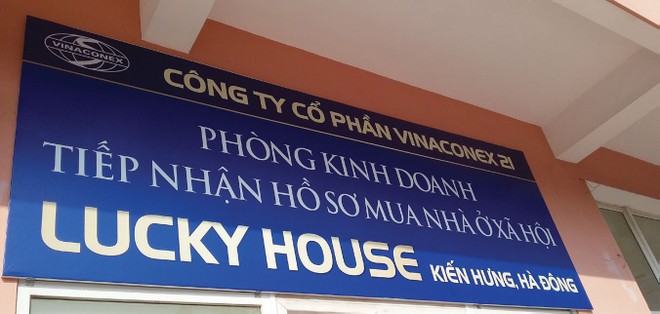 VINACONEX
CÔNG TY CỔ PHẦN VINACONEX 21
PHÒNG KINH DOANH
TIẾP NHẬN HỒ SƠ MUA NHÀ Ở XÃ HỘI
LUCKY HOUSE KIẾN HƯNG, HÀ ĐÔNG